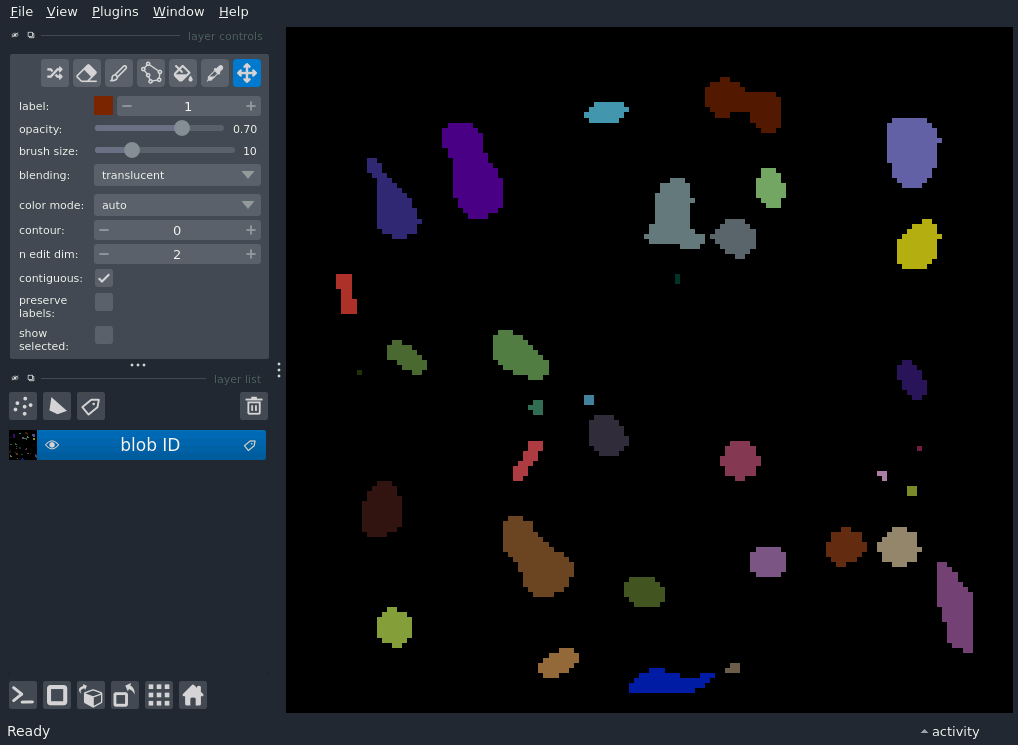 File View Plugins Window Help
layer controls
label: 1
opacity: 0.70
brush size: 10
blending: translucent
color mode: auto
contour: 0
n edit dim: 2
contiguous:
preserve
labels:
show
selected:
layer list
blob ID
Ready
activity